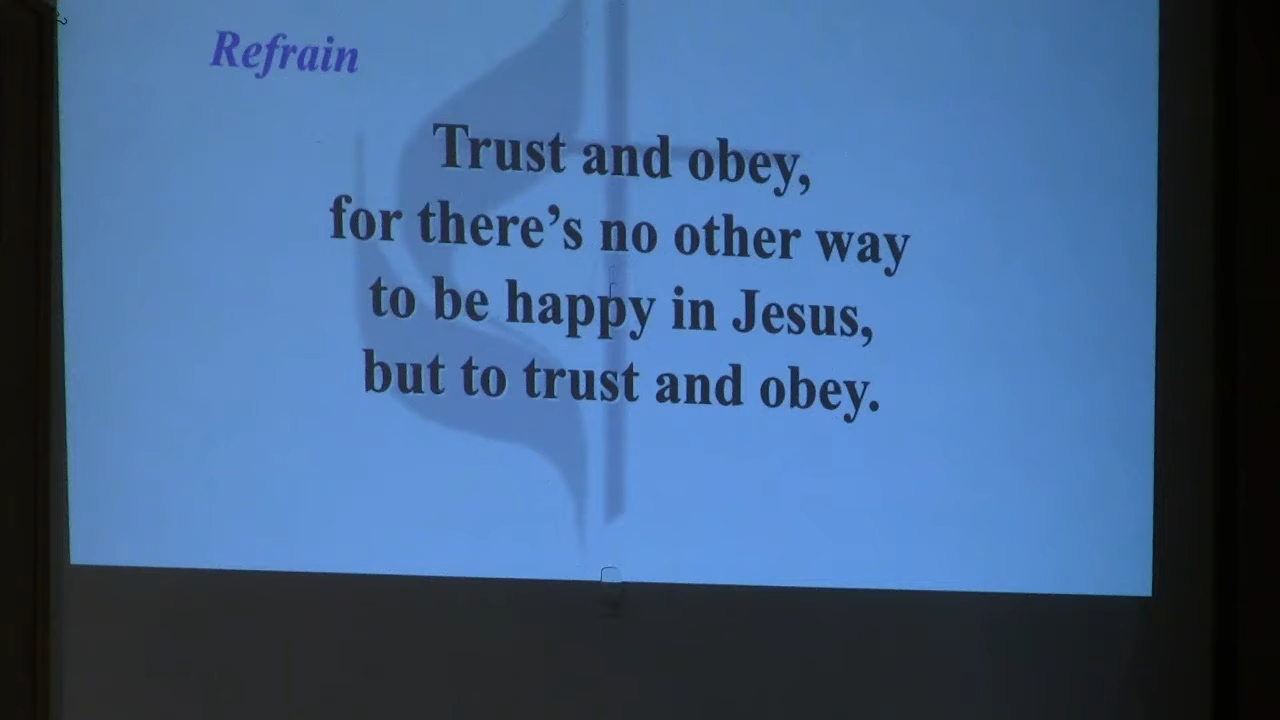 Refrain
Trust and obey,
for there’s no other way
to be happy in Jesus,
but to trust and obey.